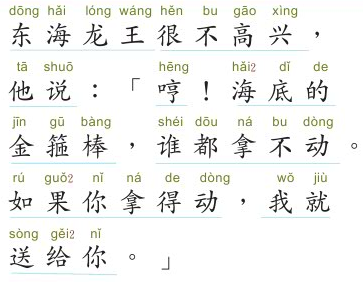 dōng hǎi lóng wáng hěn bu gāo xìng
东海龙王很不高兴，
tā shuō hēng hǎi2 dǐ de
他说：「哼！海底的
jīn gū bàng shéi dōu ná bu dòng
金箍棒，谁都拿不动。
rú guǒ2 nǐ ná de dòng wǒ jiù
如果你拿得动，我就
sòng gěi2 nǐ
送给你。」